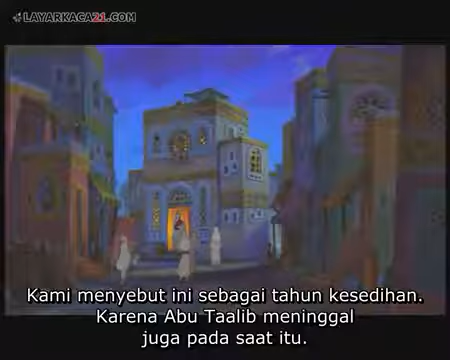 LAYARKACA21.COM
Kami menyebut ini sebagai tahun kesedihan.
Karena Abu Taalib meninggal
juga pada saat itu.